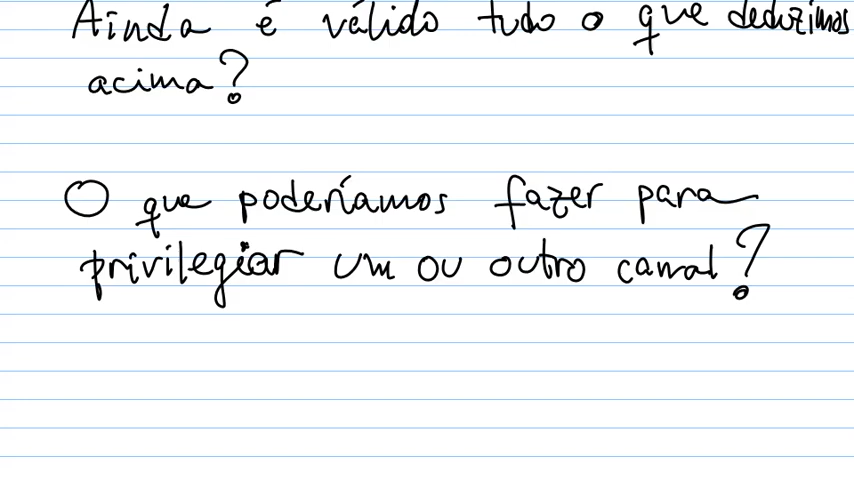 Ainda é válido tudo o que deduzimos
acima?
O que poderíamos fazer para
privilegiar um ou outro canal?